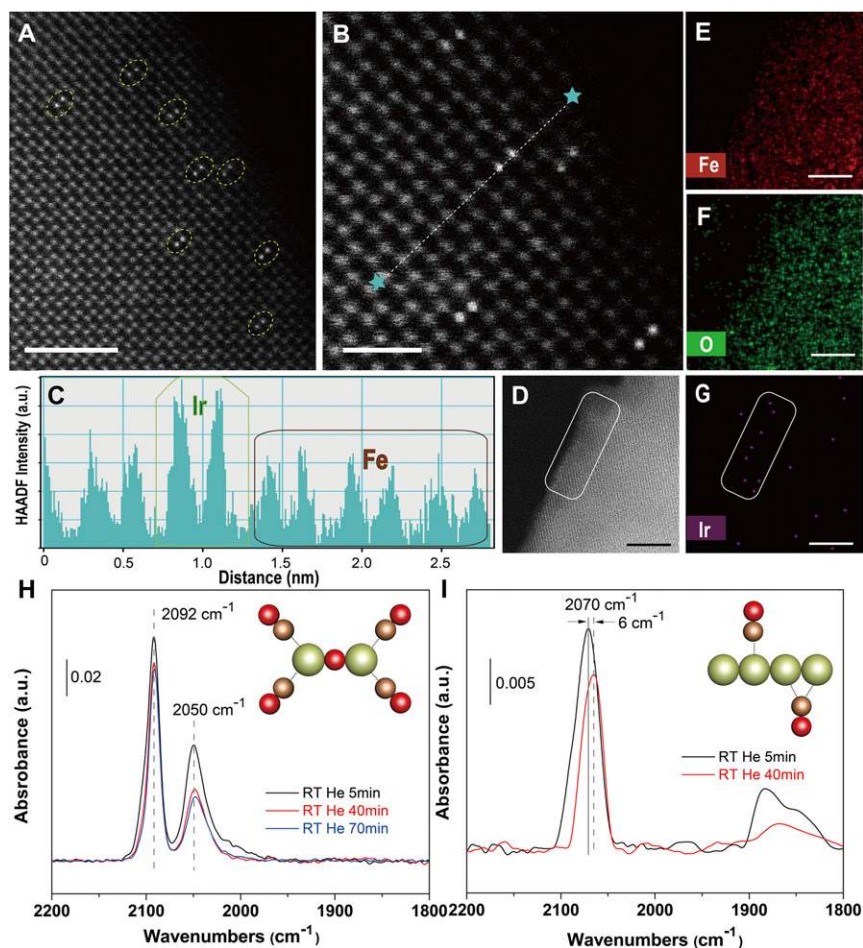 A
B
E
Fe
F
O
C
HAADF Intensity (a.u.)
Ir
Fe
0
0.5
1.0
1.5
2.0
2.5
Distance (nm)
D
G
Ir
H
2092 cm-1
0.02
2050 cm-1
RT He 5min
RT He 40min
RT He 70min
Absrobance (a.u.)
2200 2100 2000 1900 1800
Wavenumbers (cm-1)
I
2070 cm-1
6 cm-1
0.005
RT He 5min
RT He 40min
Absorbance (a.u.)
2200 2100 2000 1900 1800
Wavenumbers (cm-1)